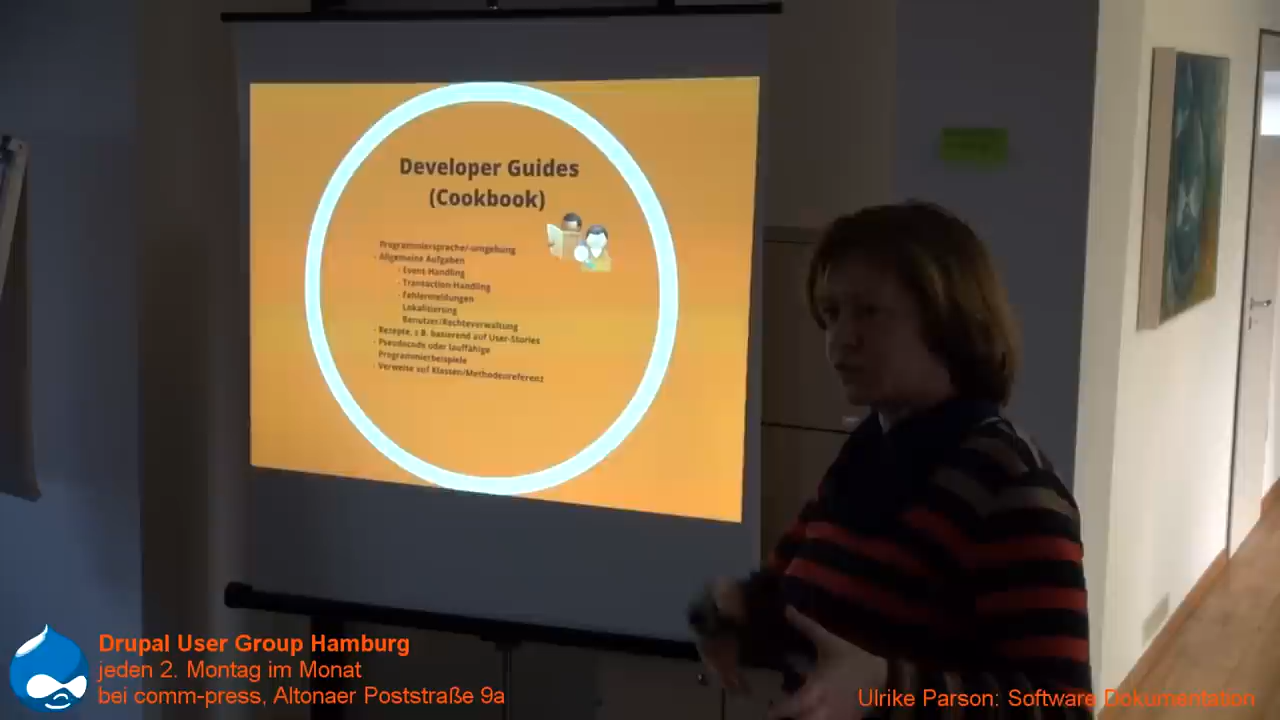 Developer Guides
(Cookbook)
Programmiersprache/-umgebung
- Allgemeine Aufgaben
- Event-Handling
- Transaction-Handling
- Fehlermeldungen
Lokalisierung
Benutzer/Rechteverwaltung
- Rezepte, z.B. basierend auf User-Stories
- Pseudocode oder lauffähige
Programmierbeispiele
- Verweise auf Klassen/Methodenreferenz
Drupal User Group Hamburg
jeden 2. Montag im Monat
bei comm-press, Altonaer Poststraße 9a
Ulrike Parson: Software Dokumentation